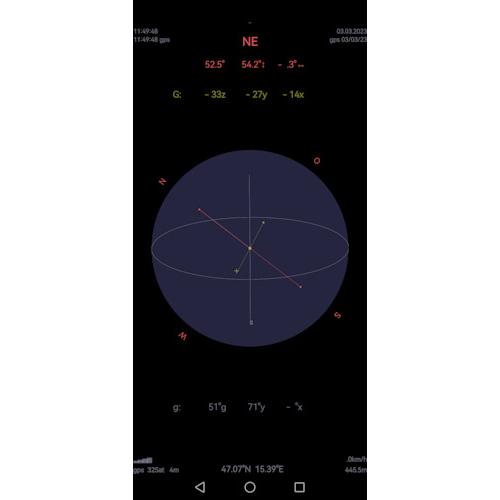 11:49:48 03.03.2023
11:49:48 gps gps 03/03/23
NE
52.5° 54.2°↕ - .3°↔
G: - 33z - 27y - 14x
N O
8
W S
g: 51°g 71°y - °x
.0km/h
gps 32Sat 4m 47.07°N 15.39°E 445.5m